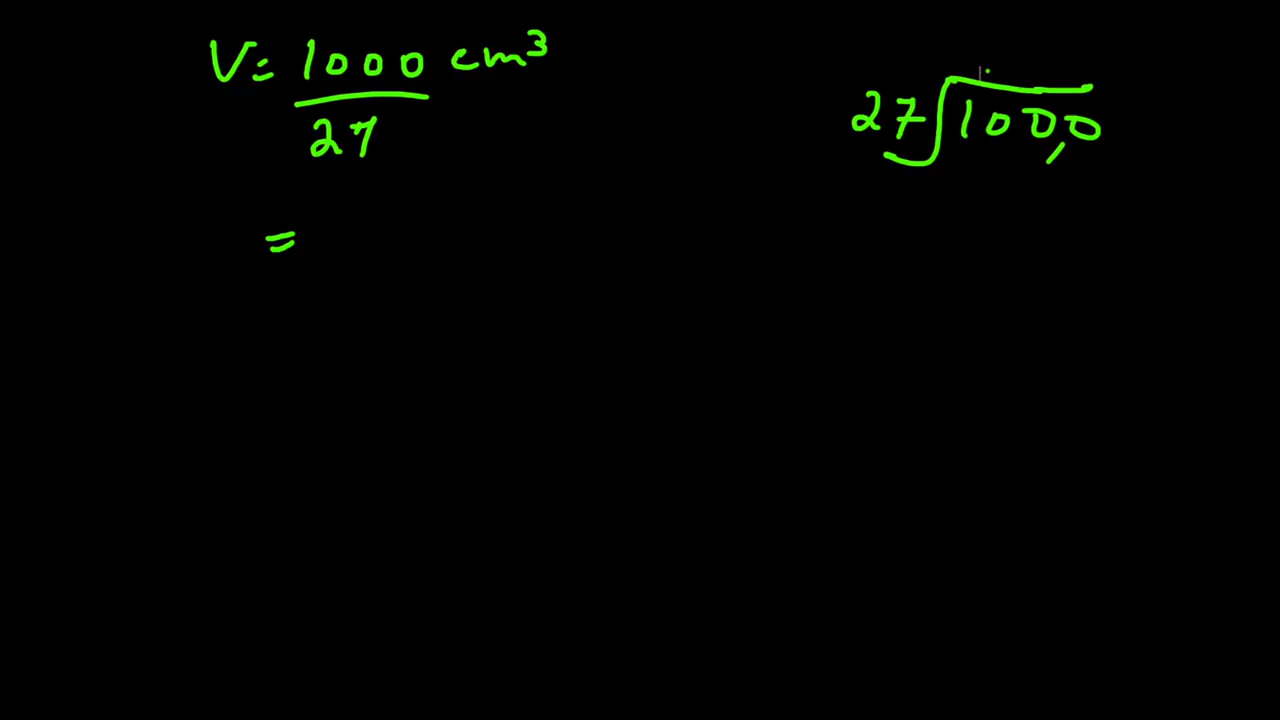 V = 1000 cm³
27
=
27 1000,0